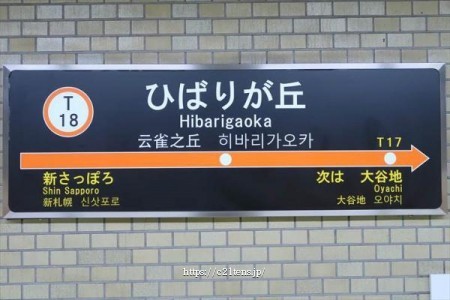 T
18
ひばりが丘
Hibarigaoka
云雀之丘 히바리가오카
T17
新さっぽろ
Shin Sapporo
新札幌 신삿포로
次は 大谷地
Oyachi
大谷地 오야치
https://c21tens.jp/